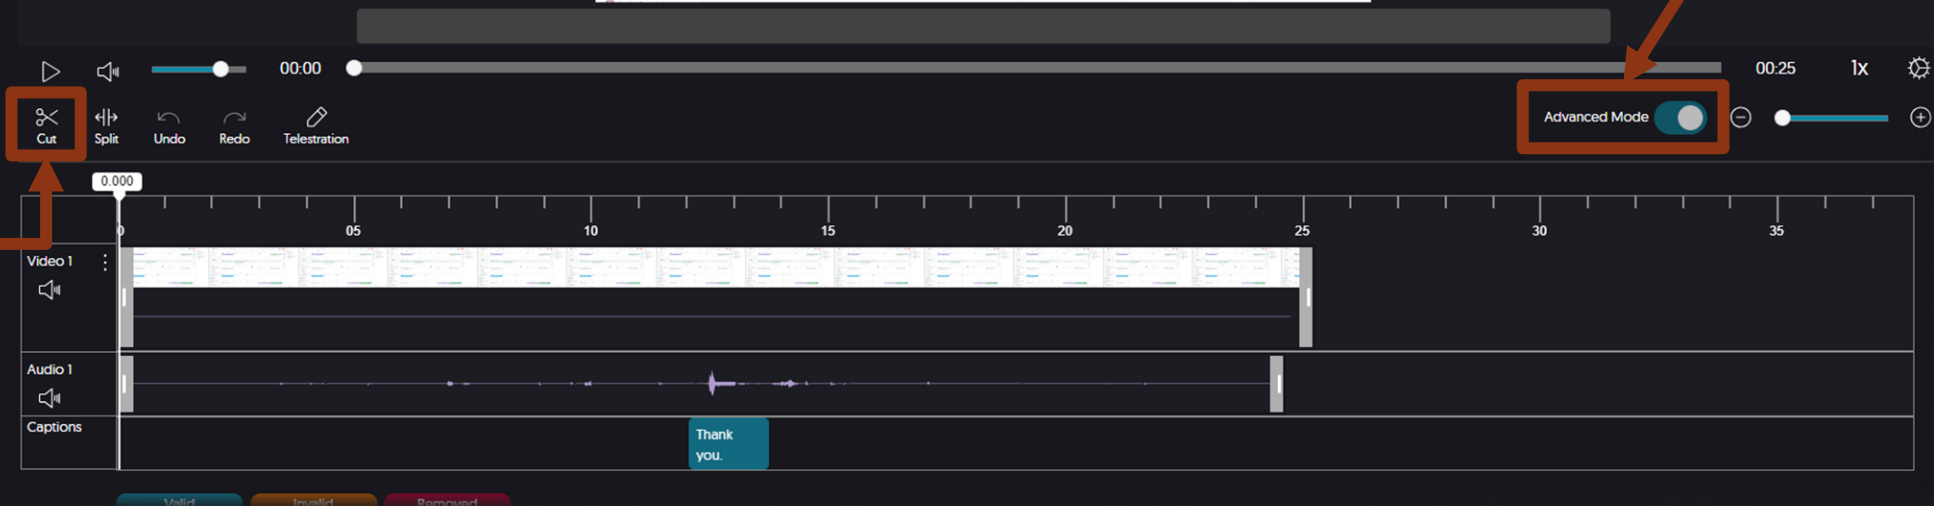 00:00
00:25
1x
Cut
Split
Undo
Redo
Telestration
Advanced Mode
0.000
0
05
10
15
20
25
30
35
Video 1
Audio 1
Captions
Thank
you.
Valid
Invalid
Removed